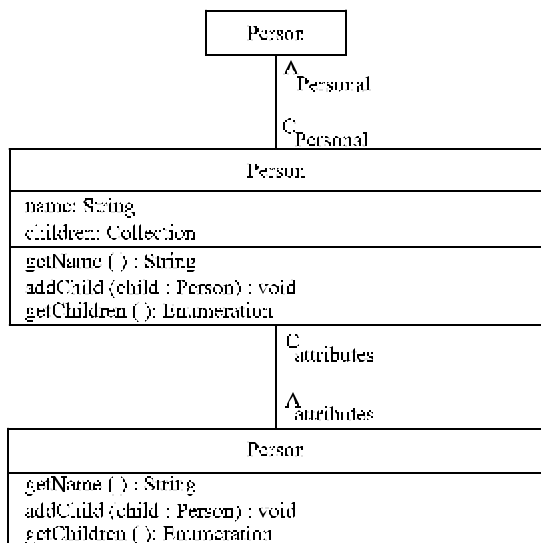 Person
A
Personal
C
Personal
Person
name: String
children: Collection
getName ( ) : String
addChild (child : Person) : void
getChildren ( ): Enumeration
C
attributes
A
attributes
Person
getName ( ) : String
addChild (child : Person) : void
getChildren ( ): Enumeration